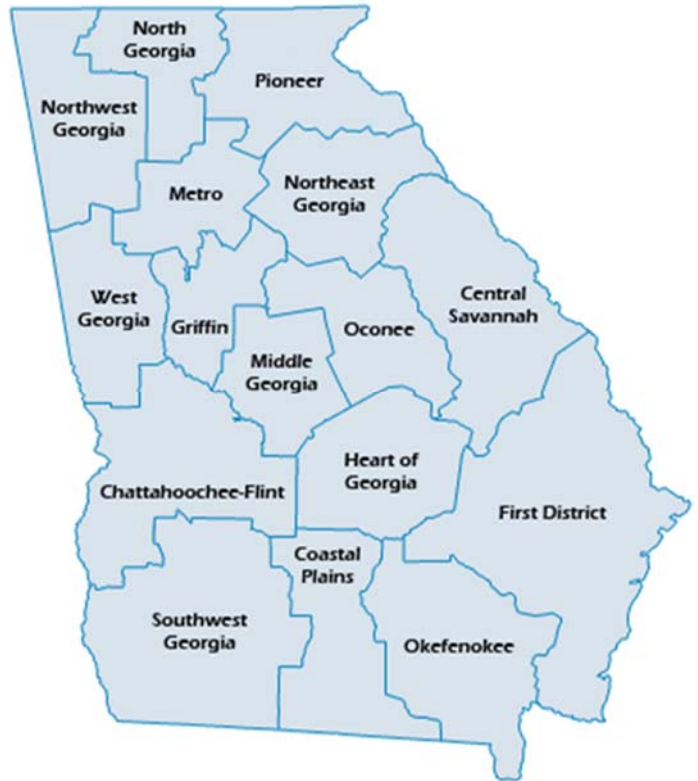 North
Georgia
Pioneer
Northwest
Georgia
Metro
Northeast
Georgia
West
Georgia
Griffin
Central
Savannah
Oconee
Middle
Georgia
Heart of
Georgia
Chattahoochee-Flint
First District
Coastal
Plains
Southwest
Georgia
Okefenokee